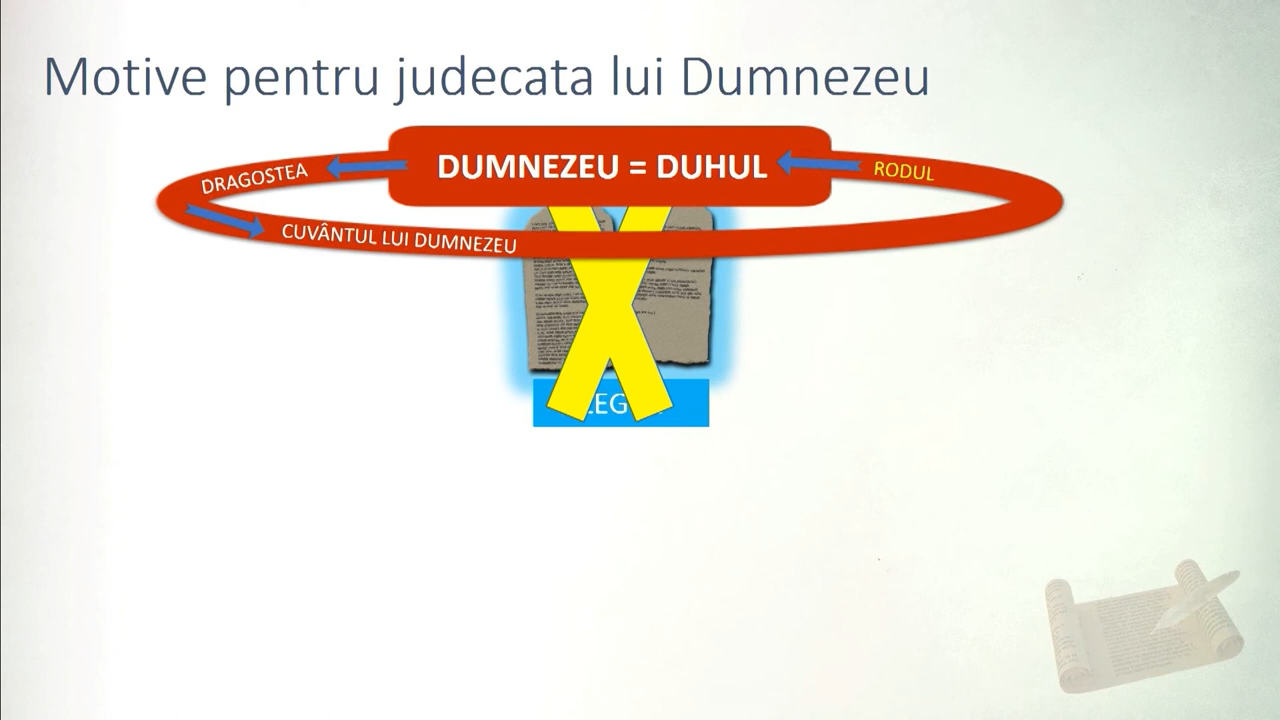 Motive pentru judecata lui Dumnezeu
DUMNEZEU = DUHUL
DRAGOSTEA
RODUL
CUVÂNTUL LUI DUMNEZEU